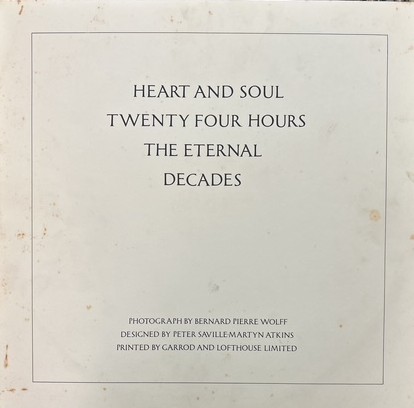 HEART AND SOUL
TWENTY FOUR HOURS
THE ETERNAL
DECADES
PHOTOGRAPH BY BERNARD PIERRE WOLFF
DESIGNED BY PETER SAVILLE·MARTYN ATKINS
PRINTED BY GARROD AND LOFTHOUSE LIMITED